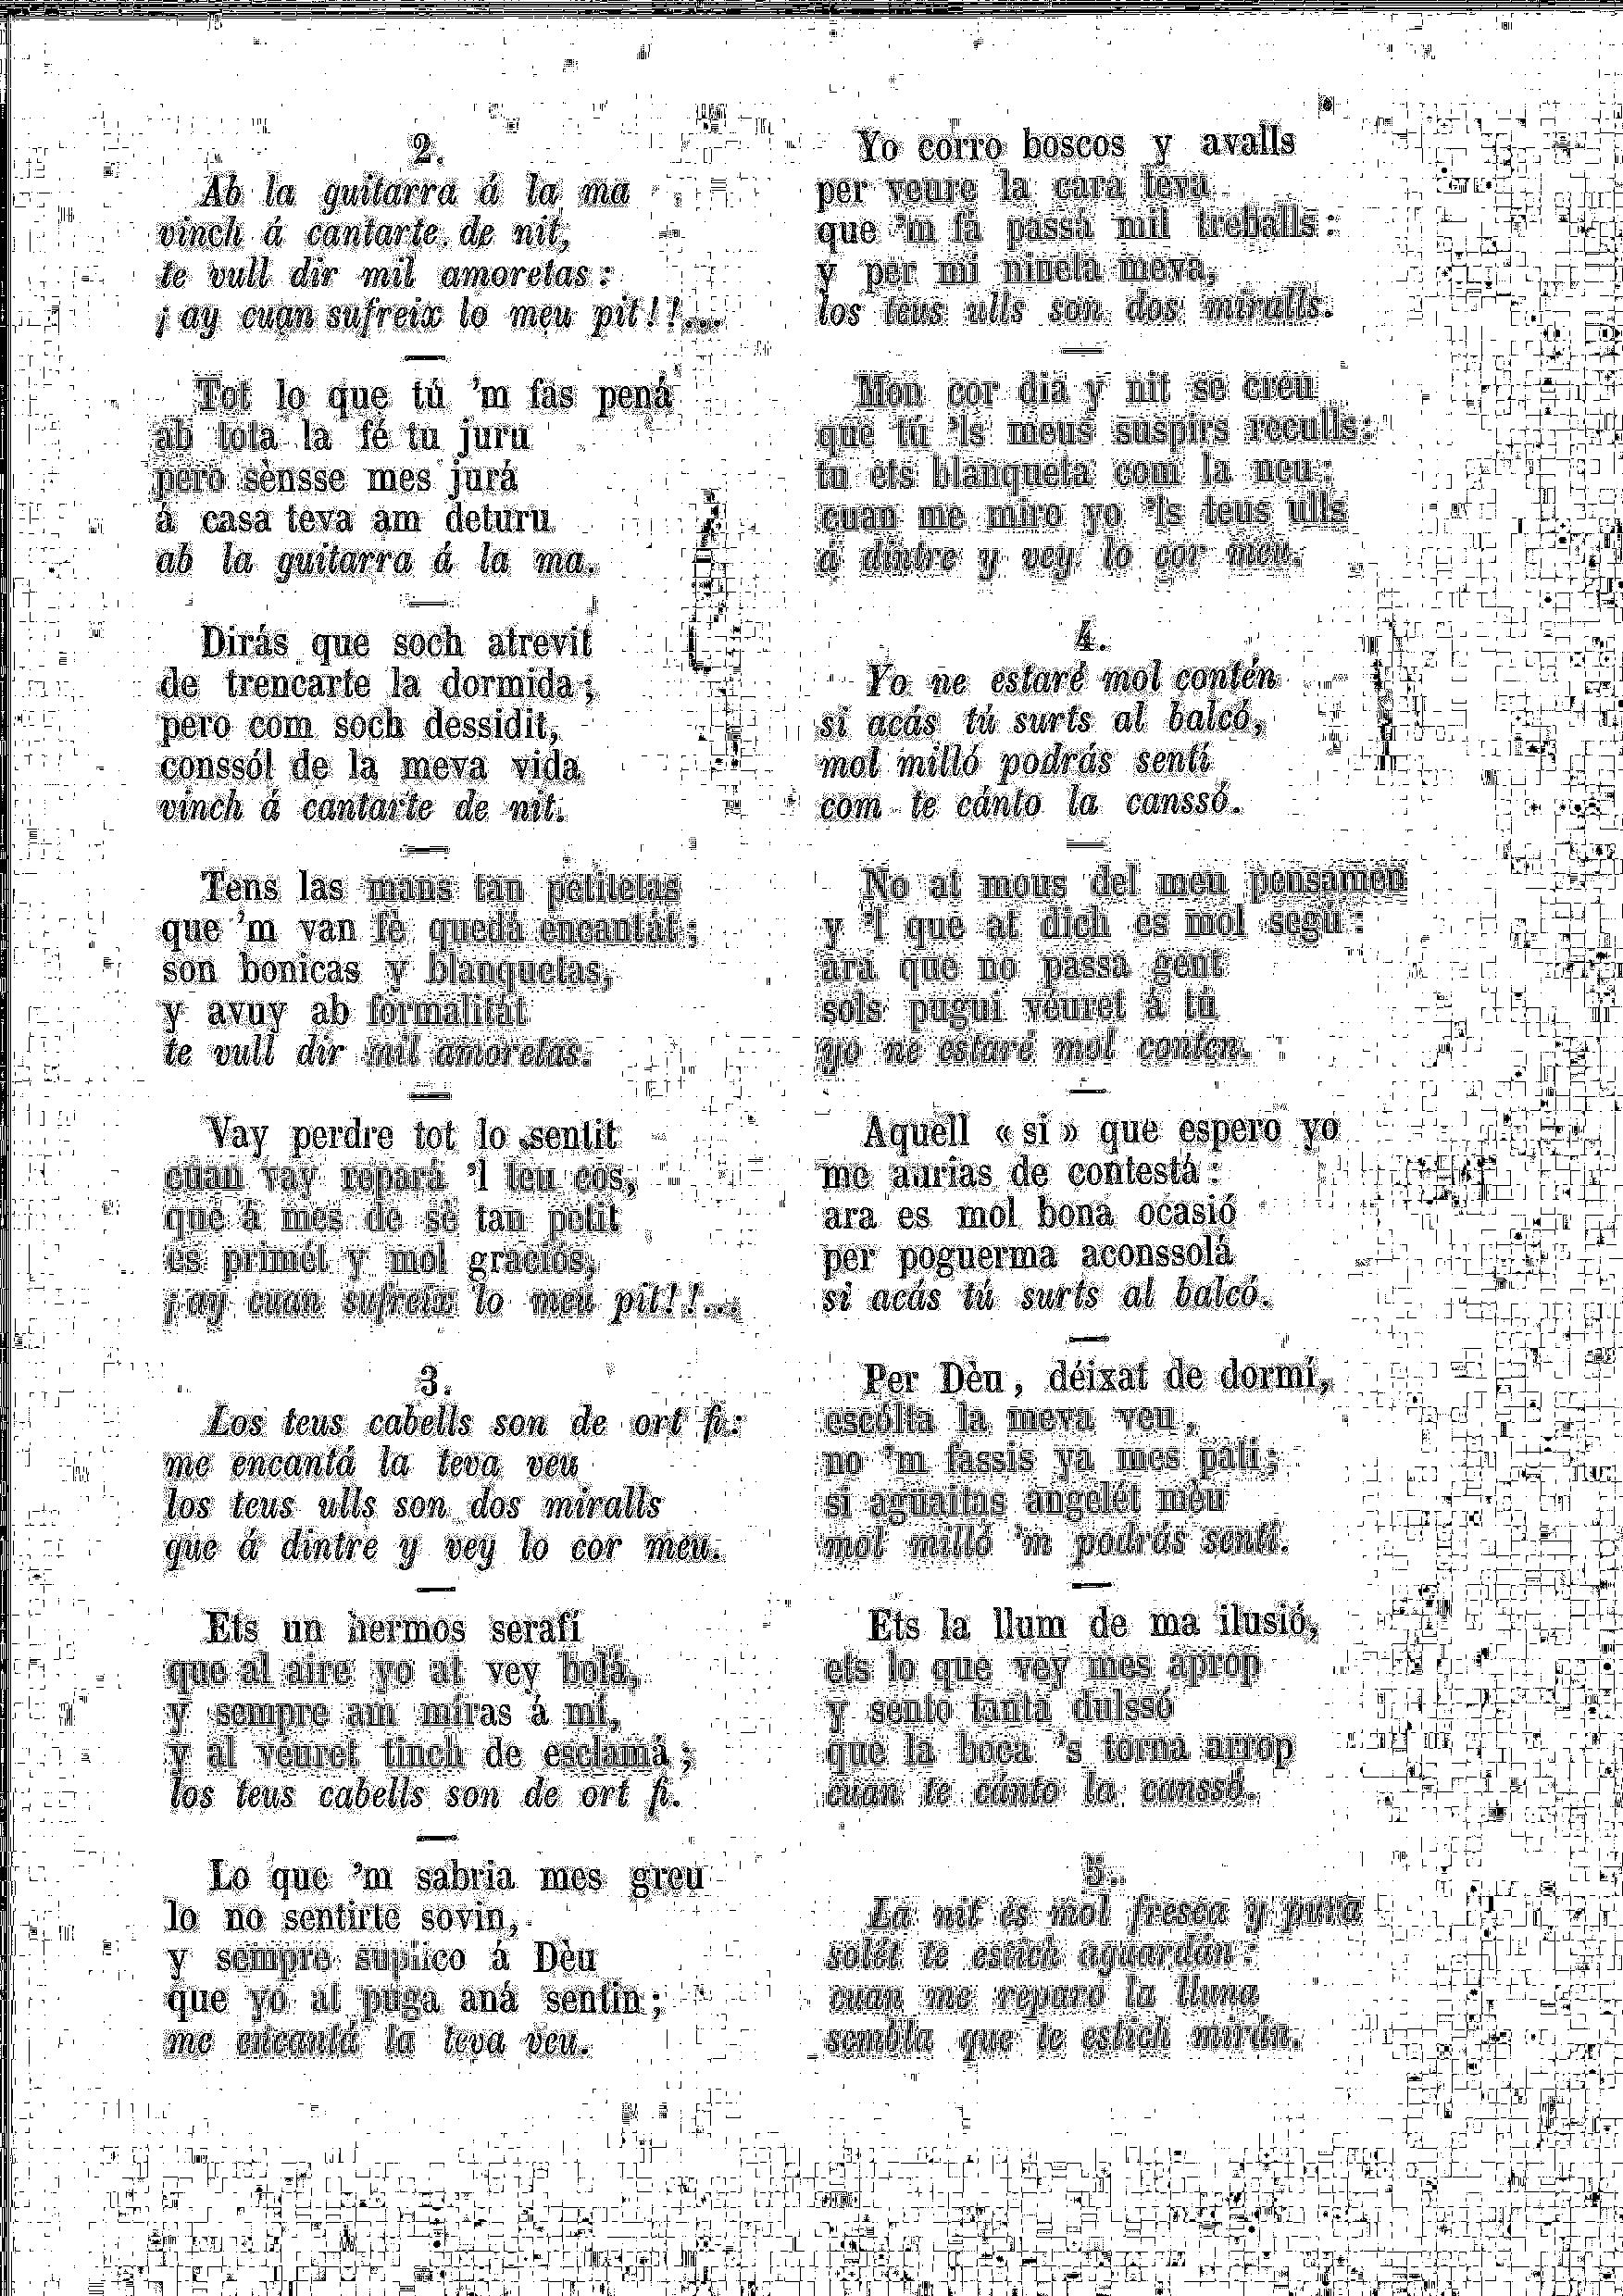 2.
Ab la guitarra á la ma
vinch á cantarte de nit,
te vull dir mil amoretas:
¡ay cuan sufreix lo meu pit!!...
Tot lo que tú 'm fas pená
ab tota la fé tu juru
pero sènsse mes jurá
á casa teva am deturu
ab la guitarra á la ma.
Dirás que soch atrevit
de trencarte la dormida;
pero com soch dessidit,
conssól de la meva vida
vinch á cantarte de nit.
Tens las mans tan petitetas
que 'm van fè quedá encantát;
son bonicas y blanquetas,
y avuy ab formalitát
te vull dir mil amoretas.
Vay perdre tot lo sentit
cuan vay repará 'l teu cos,
que á mes de sè tan petit
es primét y mol graciós,
¡ay cuan sufreix lo meu pit!!...
3.
Los teus cabells son de ort fi:
me encantá la teva veu
los teus ulls son dos miralls
que á dintre y vey lo cor meu.
Ets un hermos serafí
que al aire yo at vey bolá,
y sempre am miras á mí,
y al véuret tinch de esclamá;
los teus cabells son de ort fi.
Lo que 'm sabria mes greu
lo no sentirte sovin,
y sempre suplico á Dèu
que yo at puga aná sentin;
me encantá la teva veu.
Yo corro boscos y avalls
per veure la cara teva
que 'm fá passá mil treballs:
y per mí nineta meva,
los teus ulls son dos miralls.
Mon cor dia y nit se creu
que tú 'ls meus suspirs reculls:
tu ets blanqueta com la neu:
cuan me miro yo 'ls teus ulls
á dintre y vey lo cor meu.
4.
Yo ne estaré mol contén
si acás tú surts al balcó,
mol milló podrás sentí
com te cánto la canssó.
No at mous del meu pensamen
y 'l que at dich es mol segú:
ara que no passa gent
sols pugui véuret á tú
yo ne estaré mol conten.
Aquell «si» que espero yo
me aurias de contestá:
ara es mol bona ocasió
per poguerma aconssolá
si acás tú surts al balcó.
Per Dèu, déixat de dormí,
escólta la meva veu,
no 'm fassis ya mes patí;
si aguaitas angelét mèu
mol milló 'm podrás sentí.
Ets la llum de ma ilusió,
ets lo que vey mes aprop
y sento tanta dulssó
que la boca 's torna arrop
cuan te cánto la canssó.
5.
La nit és mol fresca y pura
solét te estich aguardán:
cuan me reparo la lluna
sembla que te estich mirán.